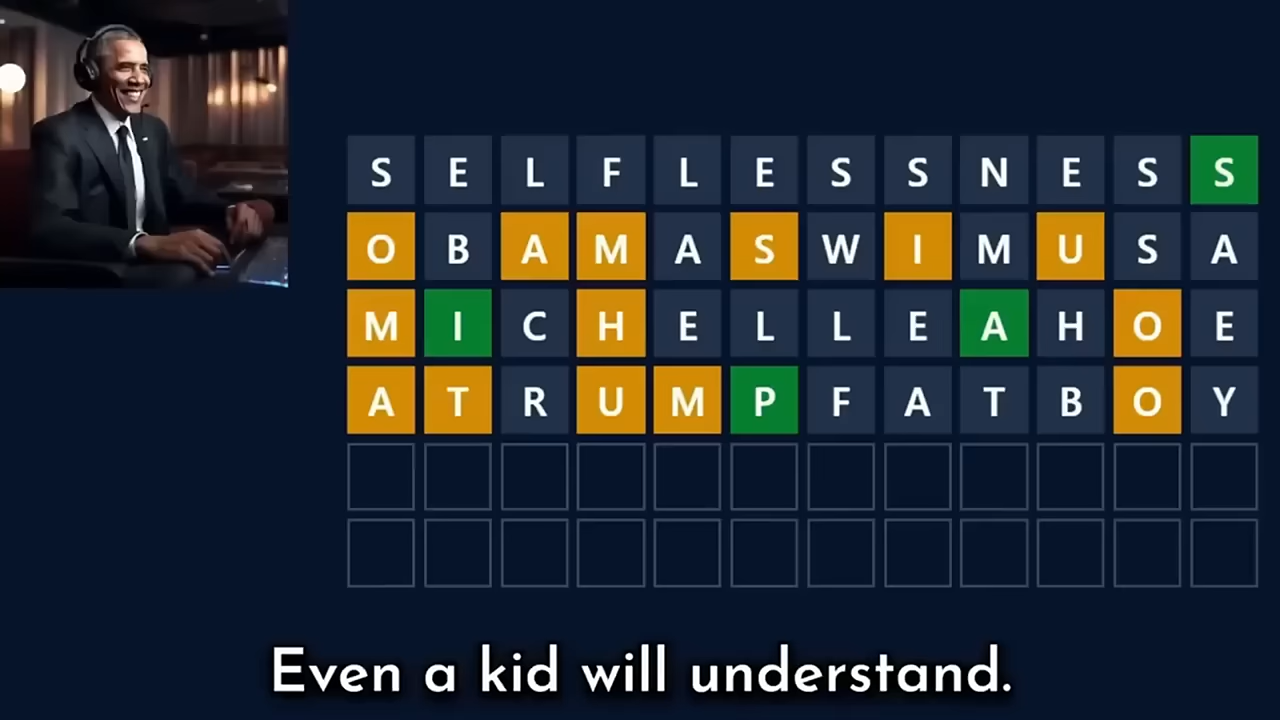 SELFLESSNESS
OBAMASWIMUSA
MICHELLEAHOE
ATRUMPFATBOY
Even a kid will understand.